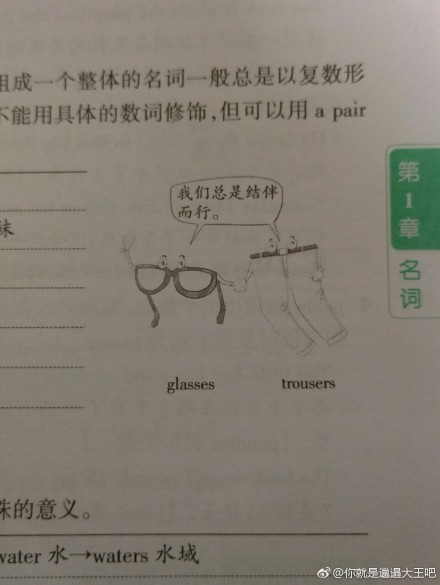 组成一个整体的名词一般总是以复数形
不能用具体的数词修饰,但可以用 a pair
我们总是结伴
而行。
glasses
trousers
第1章 名词
殊的意义。
water 水→waters 水域
@你就是邋遢大王吧